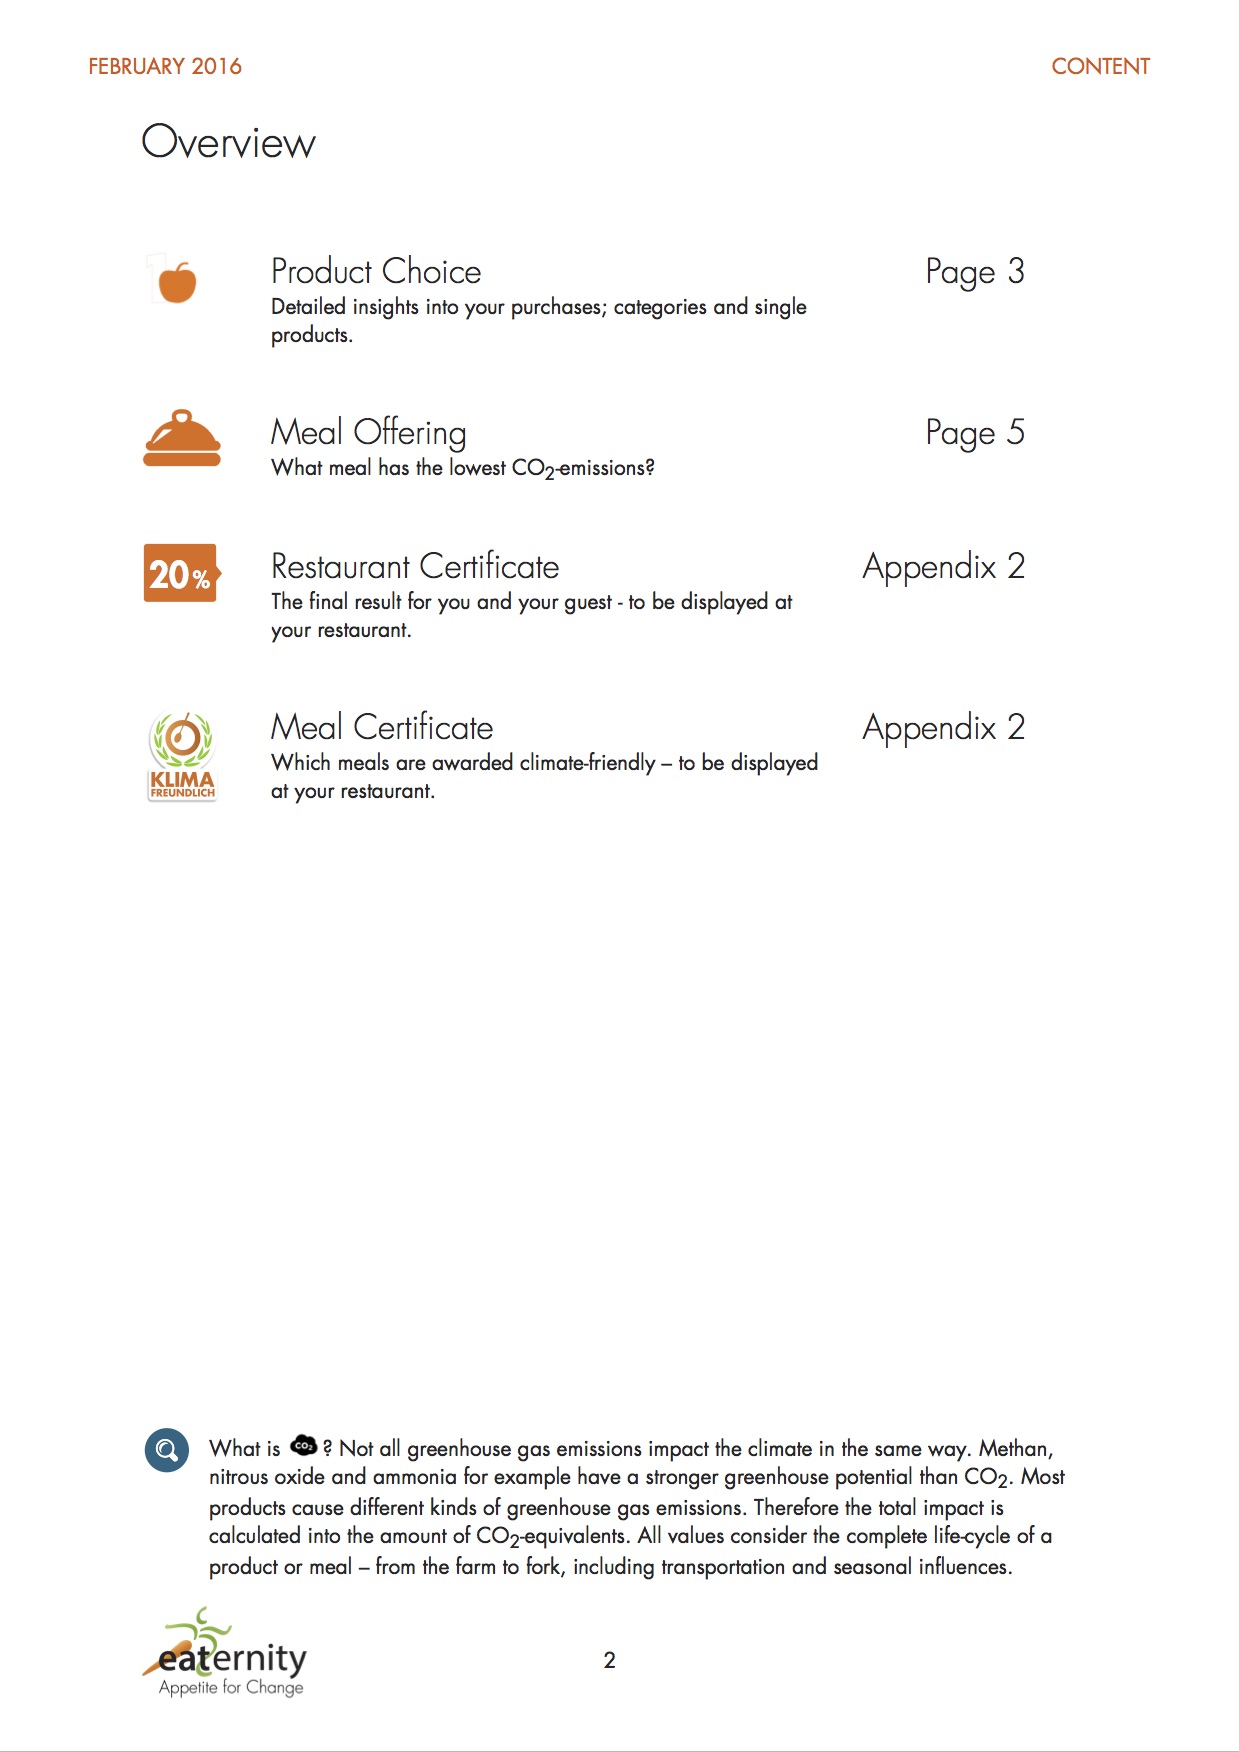 FEBRUARY 2016
CONTENT
Overview
Product Choice
Page 3
Detailed insights into your purchases; categories and single
products.
Meal Offering
Page 5
What meal has the lowest CO2-emissions?
20%
Restaurant Certificate
Appendix 2
The final result for you and your guest - to be displayed at
your restaurant.
Meal Certificate
Appendix 2
Which meals are awarded climate-friendly – to be displayed
at your restaurant.
KLIMA
FREUNDLICH
What is CO2 ? Not all greenhouse gas emissions impact the climate in the same way. Methan,
nitrous oxide and ammonia for example have a stronger greenhouse potential than CO2. Most
products cause different kinds of greenhouse gas emissions. Therefore the total impact is
calculated into the amount of CO2-equivalents. All values consider the complete life-cycle of a
product or meal – from the farm to fork, including transportation and seasonal influences.
eaternity
Appetite for Change
2